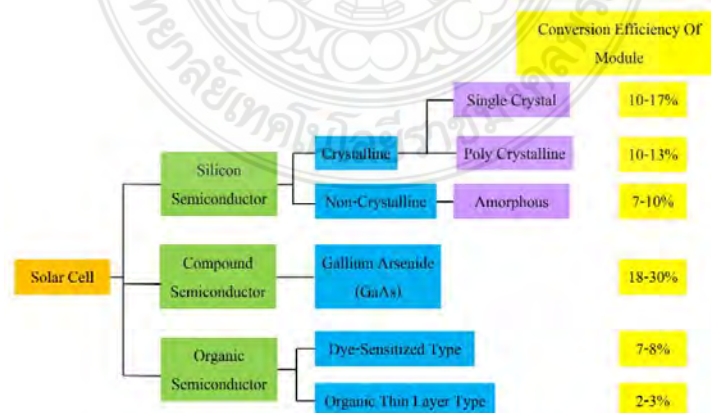 Conversion Efficiency Of
Module
Single Crystal
10-17%
Crystalline
Poly Crystalline
10-13%
Silicon
Semiconductor
Non-Crystalline
Amorphous
7-10%
Solar Cell
Compound
Semiconductor
Gallium Arsenide
(GaAs)
18-30%
Organic
Semiconductor
Dye-Sensitized Type
7-8%
Organic Thin Layer Type
2-3%